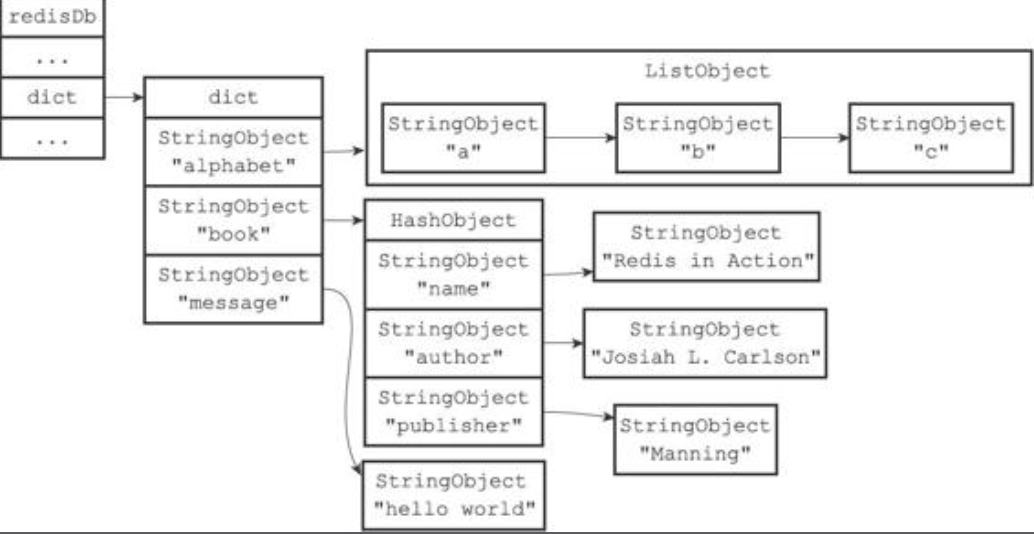 redisDb
...
dict
...
dict
StringObject
"alphabet"
StringObject
"book"
StringObject
"message"
ListObject
StringObject
"a"
StringObject
"b"
StringObject
"c"
HashObject
StringObject
"name"
StringObject
"author"
StringObject
"publisher"
StringObject
"Redis in Action"
StringObject
"Josiah L. Carlson"
StringObject
"Manning"
StringObject
"hello world"